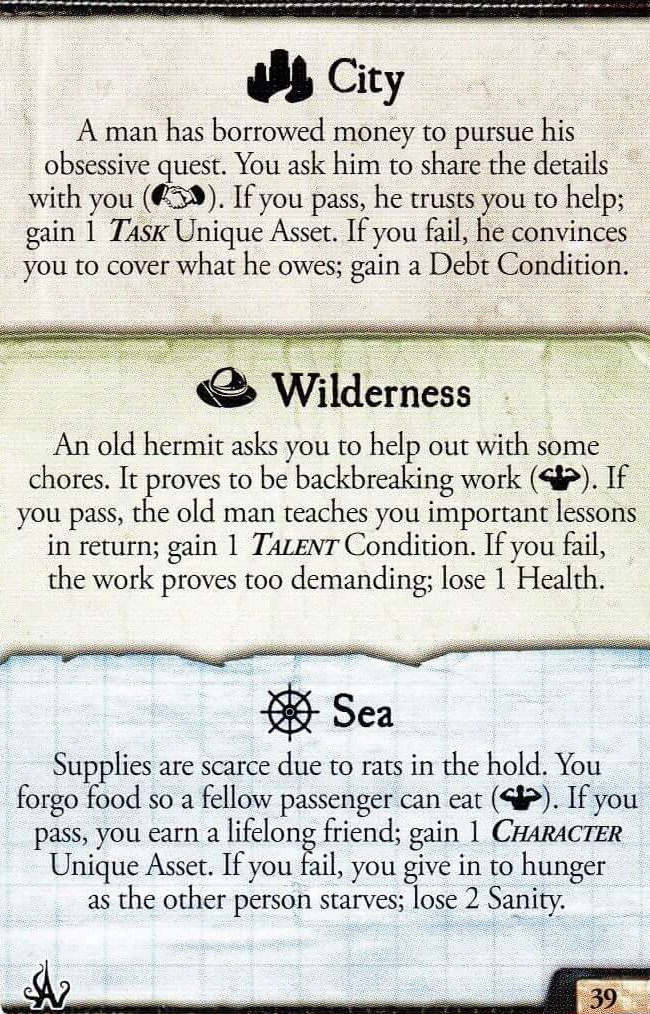 City
A man has borrowed money to pursue his
obsessive quest. You ask him to share the details
with you (). If you pass, he trusts you to help;
gain 1 TASK Unique Asset. If you fail, he convinces
you to cover what he owes; gain a Debt Condition.
Wilderness
An old hermit asks you to help out with some
chores. It proves to be backbreaking work (). If
you pass, the old man teaches you important lessons
in return; gain 1 TALENT Condition. If you fail,
the work proves too demanding; lose 1 Health.
Sea
Supplies are scarce due to rats in the hold. You
forgo food so a fellow passenger can eat (). If you
pass, you earn a lifelong friend; gain 1 CHARACTER
Unique Asset. If you fail, you give in to hunger
as the other person starves; lose 2 Sanity.
39